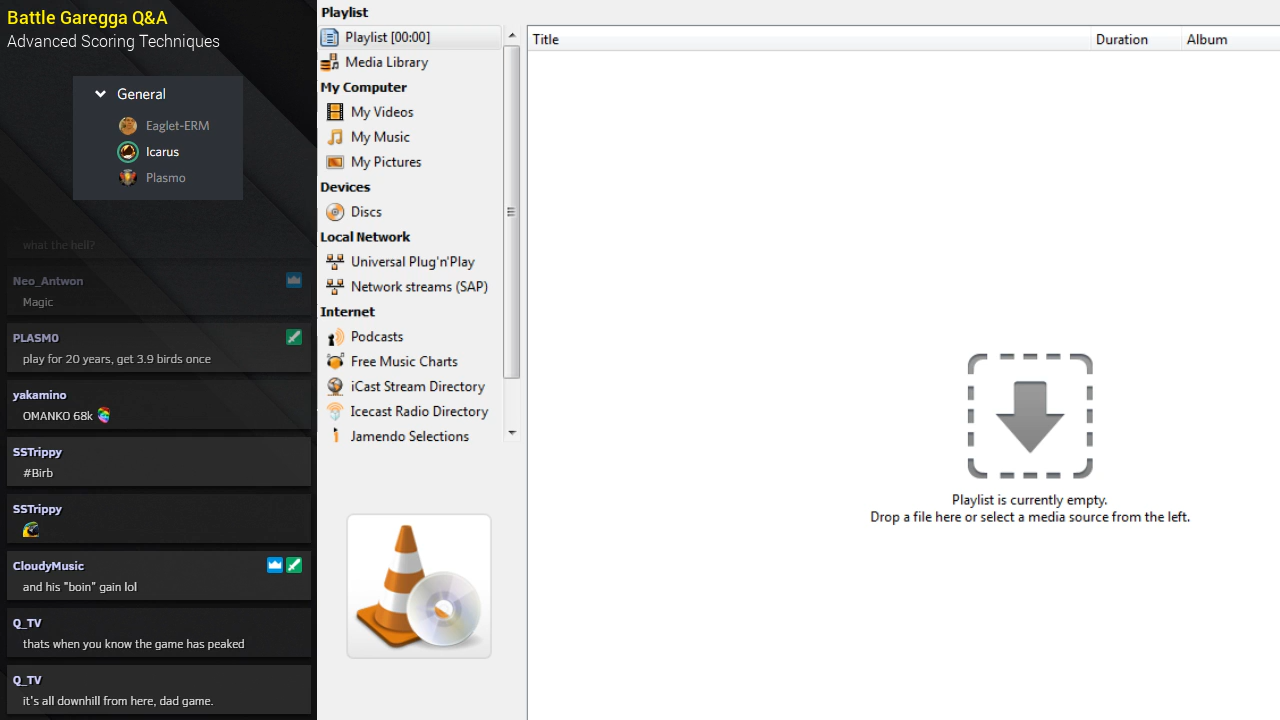 Battle Garegga Q&A
Advanced Scoring Techniques
General
Eaglet-ERM
Icarus
Plasmo
what the hell?
Neo_Antwon
Magic
PLASMO
play for 20 years, get 3.9 birds once
yakamino
OMANKO 68k
SSTrippy
#Birb
SSTrippy
CloudyMusic
and his "boin" gain lol
Q_TV
thats when you know the game has peaked
Q_TV
it's all downhill from here, dad game.
Playlist
Playlist [00:00]
Media Library
My Computer
My Videos
My Music
My Pictures
Devices
Discs
Local Network
Universal Plug'n'Play
Network streams (SAP)
Internet
Podcasts
Free Music Charts
iCast Stream Directory
Icecast Radio Directory
Jamendo Selections
Title Duration Album
Playlist is currently empty.
Drop a file here or select a media source from the left.